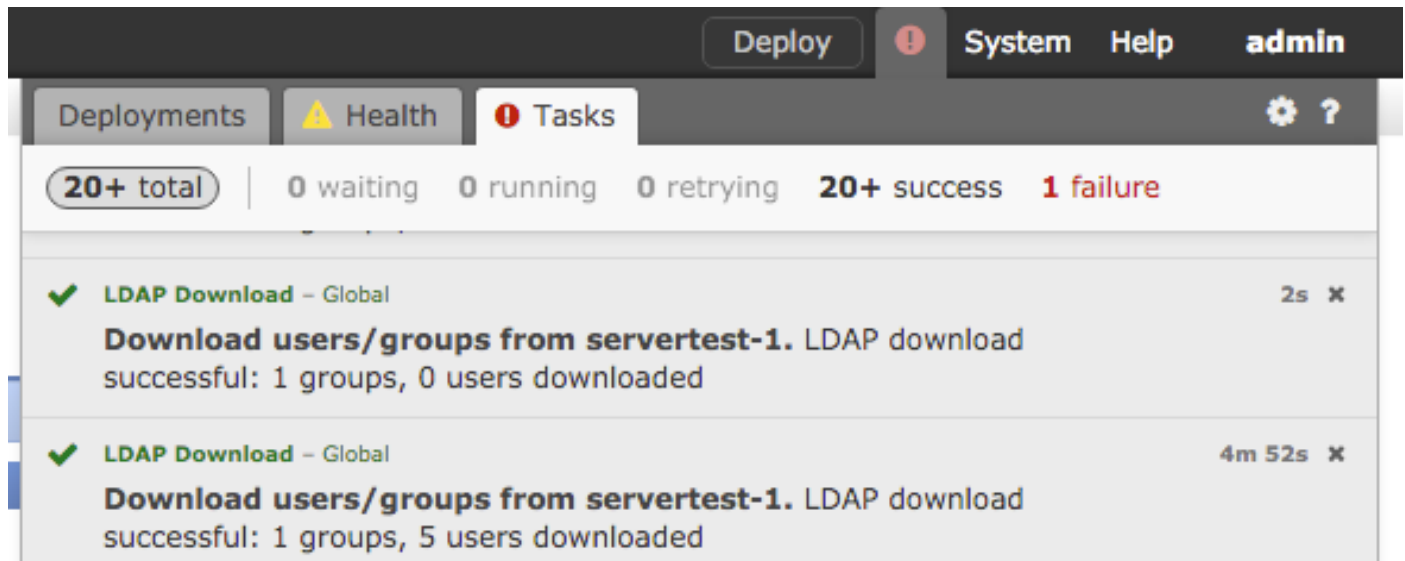 Deploy System Help admin
Deployments Health Tasks ?
20+ total 0 waiting 0 running 0 retrying 20+ success 1 failure
LDAP Download – Global 2s
Download users/groups from servertest-1. LDAP download
successful: 1 groups, 0 users downloaded
LDAP Download – Global 4m 52s
Download users/groups from servertest-1. LDAP download
successful: 1 groups, 5 users downloaded